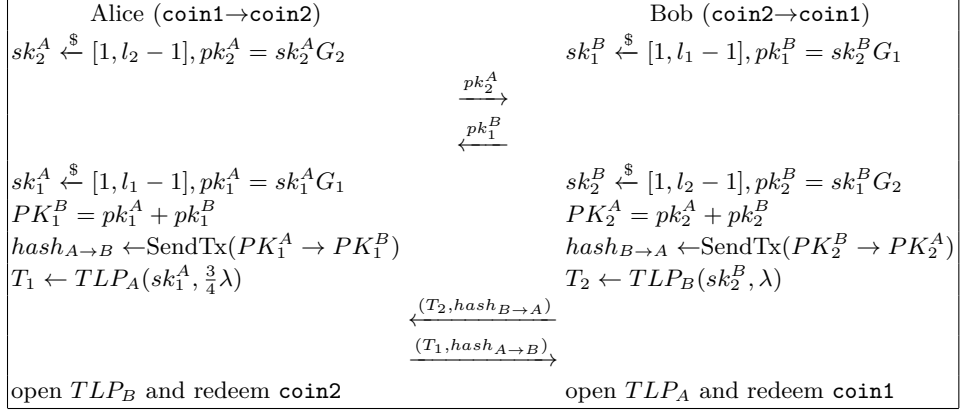 Alice (coin1→coin2) Bob (coin2→coin1)
sk_2^A ←$ [1, l_2 − 1], pk_2^A = sk_2^A G_2 sk_1^B ←$ [1, l_1 − 1], pk_1^B = sk_2^B G_1
pk_2^A
pk_1^B
sk_1^A ←$ [1, l_1 − 1], pk_1^A = sk_1^A G_1 sk_2^B ←$ [1, l_2 − 1], pk_2^B = sk_1^B G_2
PK_1^B = pk_1^A + pk_1^B PK_2^A = pk_2^A + pk_2^B
hash_{A→B} ←SendTx(PK_1^A → PK_1^B) hash_{B→A} ←SendTx(PK_2^B → PK_2^A)
T_1 ← TLP_A(sk_1^A, 3/4 λ) T_2 ← TLP_B(sk_2^B, λ)
(T_2, hash_{B→A})
(T_1, hash_{A→B})
open TLP_B and redeem coin2 open TLP_A and redeem coin1